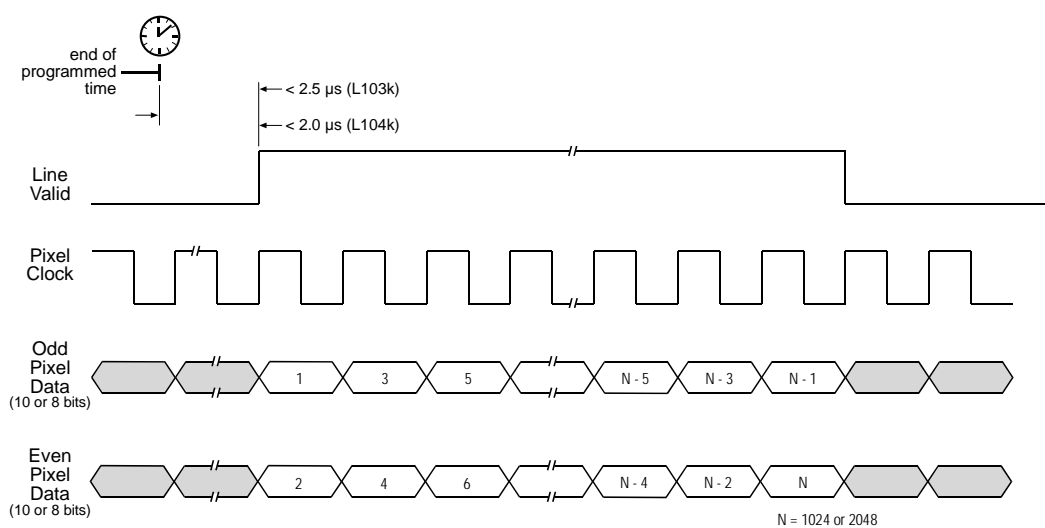 end of
programmed
time
< 2.5 µs (L103k)
< 2.0 µs (L104k)
Line
Valid
Pixel
Clock
Odd
Pixel
Data
(10 or 8 bits)
1 3 5 N - 5 N - 3 N - 1
Even
Pixel
Data
(10 or 8 bits)
2 4 6 N - 4 N - 2 N
N = 1024 or 2048